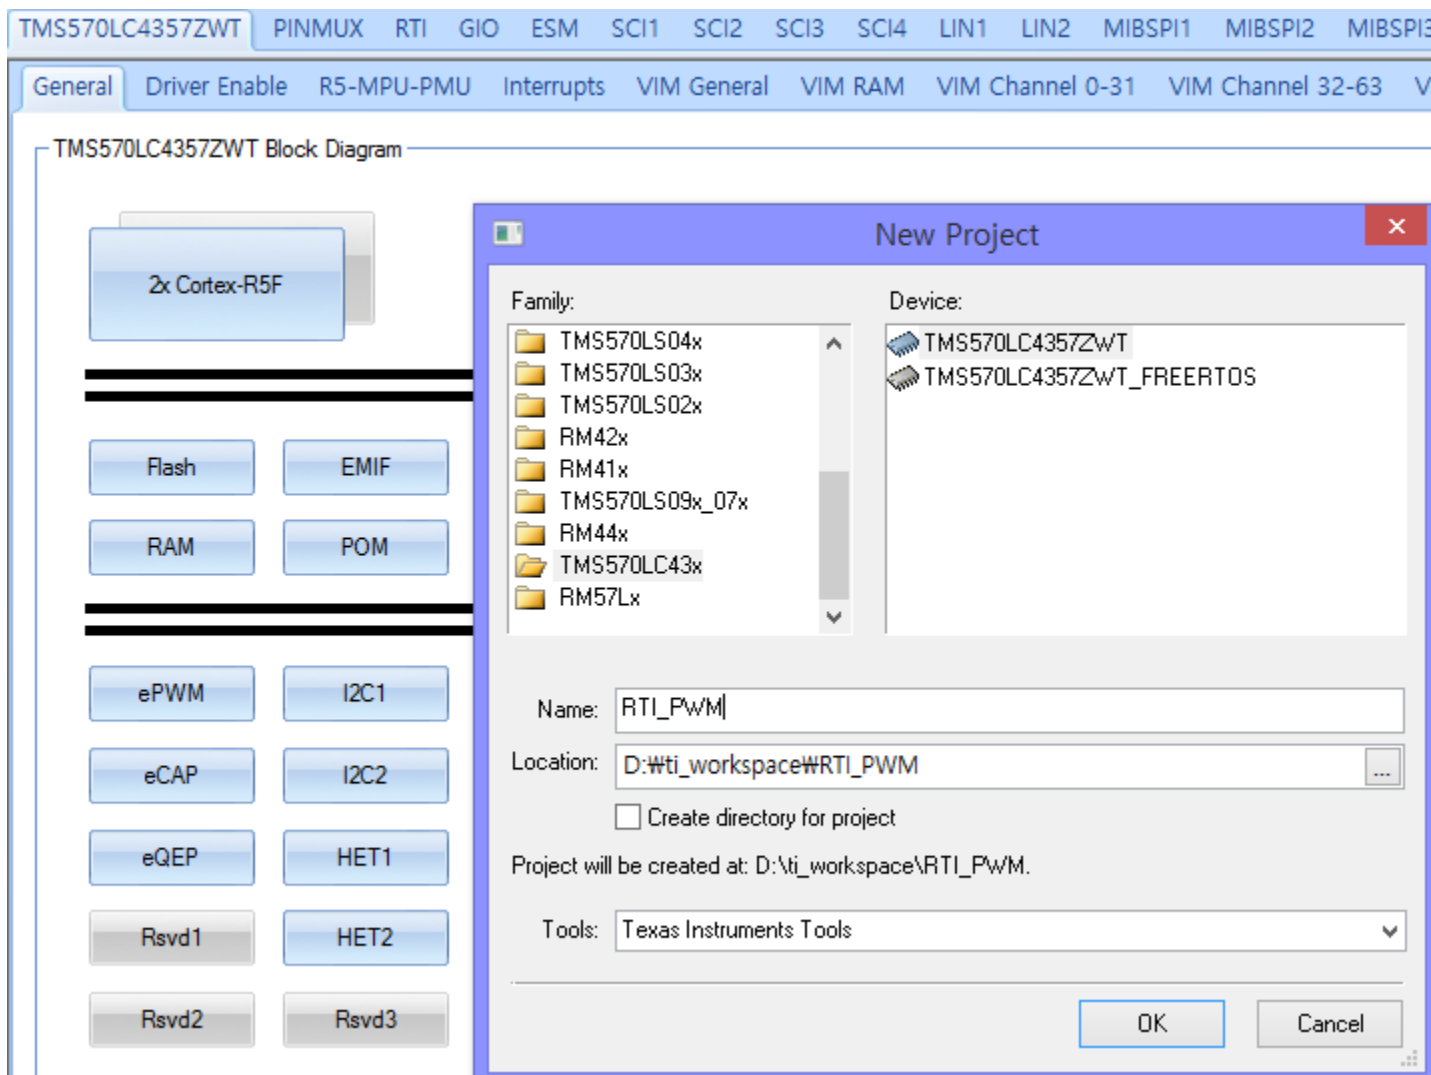 TMS570LC4357ZWT PINMUX RTI GIO ESM SCI1 SCI2 SCI3 SCI4 LIN1 LIN2 MIBSPI1 MIBSPI2 MIBSPI3
General Driver Enable R5-MPU-PMU Interrupts VIM General VIM RAM VIM Channel 0-31 VIM Channel 32-63 V
TMS570LC4357ZWT Block Diagram
2x Cortex-R5F
Flash EMIF
RAM POM
ePWM I2C1
eCAP I2C2
eQEP HET1
Rsvd1 HET2
Rsvd2 Rsvd3
New Project
Family: Device:
TMS570LS04x
TMS570LS03x
TMS570LS02x
RM42x
RM41x
TMS570LS09x_07x
RM44x
TMS570LC43x
RM57Lx
TMS570LC4357ZWT
TMS570LC4357ZWT_FREERTOS
Name: RTI_PWM
Location: D:₩ti_workspace₩RTI_PWM ...
Create directory for project
Project will be created at: D:\ti_workspace\RTI_PWM.
Tools: Texas Instruments Tools
OK Cancel